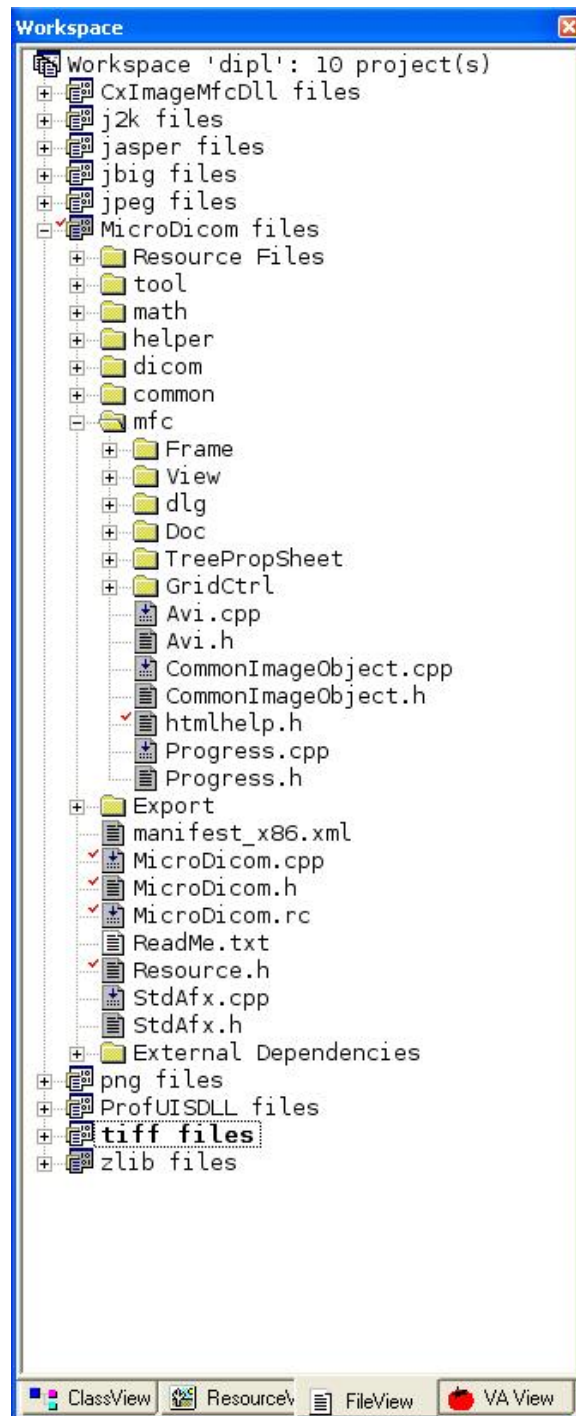 Workspace
Workspace 'dipl': 10 project(s)
CxImageMfcDll files
j2k files
jasper files
jbig files
jpeg files
MicroDicom files
Resource Files
tool
math
helper
dicom
common
mfc
Frame
View
dlg
Doc
TreePropSheet
GridCtrl
Avi.cpp
Avi.h
CommonImageObject.cpp
CommonImageObject.h
htmlhelp.h
Progress.cpp
Progress.h
Export
manifest_x86.xml
MicroDicom.cpp
MicroDicom.h
MicroDicom.rc
ReadMe.txt
Resource.h
StdAfx.cpp
StdAfx.h
External Dependencies
png files
ProfUISDLL files
tiff files
zlib files
ClassView ResourceV FileView VA View